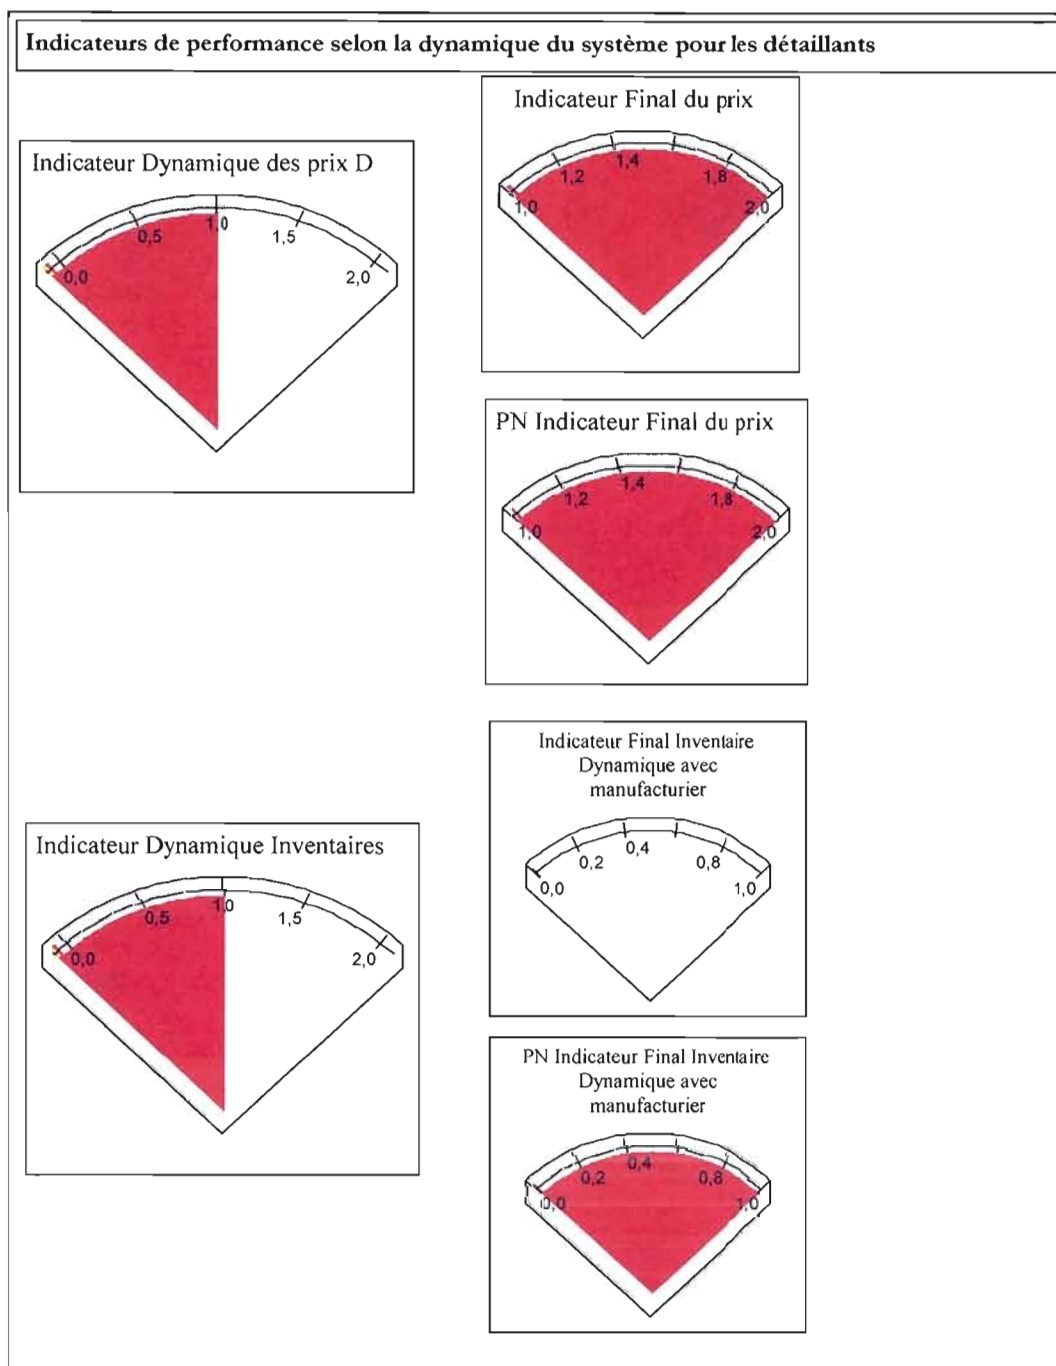 Indicateurs de performance selon la dynamique du système pour les détaillants
Indicateur Final du prix
1,0
1,2
1,4
1,8
2,0
Indicateur Dynamique des prix D
0,0
0,5
1,0
1,5
2,0
PN Indicateur Final du prix
1,0
1,2
1,4
1,8
2,0
Indicateur Final Inventaire
Dynamique avec
manufacturier
0,0
0,2
0,4
0,8
1,0
Indicateur Dynamique Inventaires
0,0
0,5
1,0
1,5
2,0
PN Indicateur Final Inventaire
Dynamique avec
manufacturier
0,0
0,2
0,4
0,8
1,0